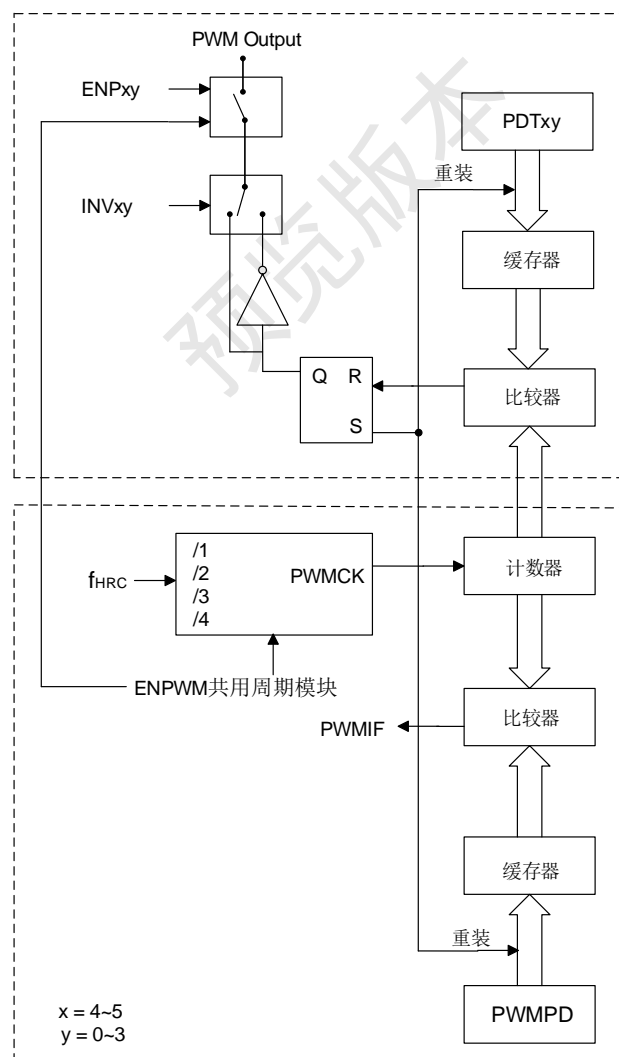 PWM Output
ENPxy
PDTxy
重装
INVxy
缓存器
Q R
S
比较器
预览版本
/1
/2
/3
/4
fHRC
PWMCK
计数器
ENPWM共用周期模块
比较器
PWMIF
缓存器
重装
PWMPD
x = 4~5
y = 0~3